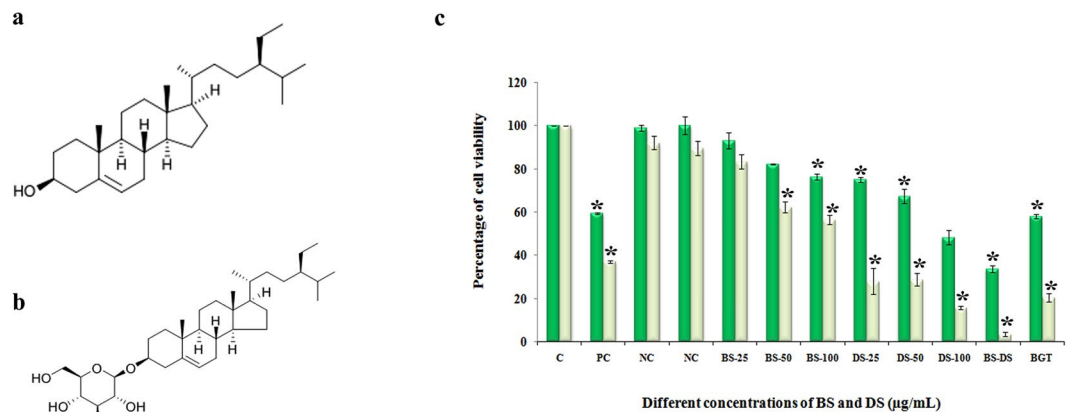 a
H
H
H
HO
b
H
H
H
O
O
HO
HO
OH
c
Percentage of cell viability
120
100
80
60
40
20
0
* * * * * * * * * * * * * * *
C PC NC NC BS-25 BS-50 BS-100 DS-25 DS-50 DS-100 BS-DS BGT
Different concentrations of BS and DS (µg/mL)